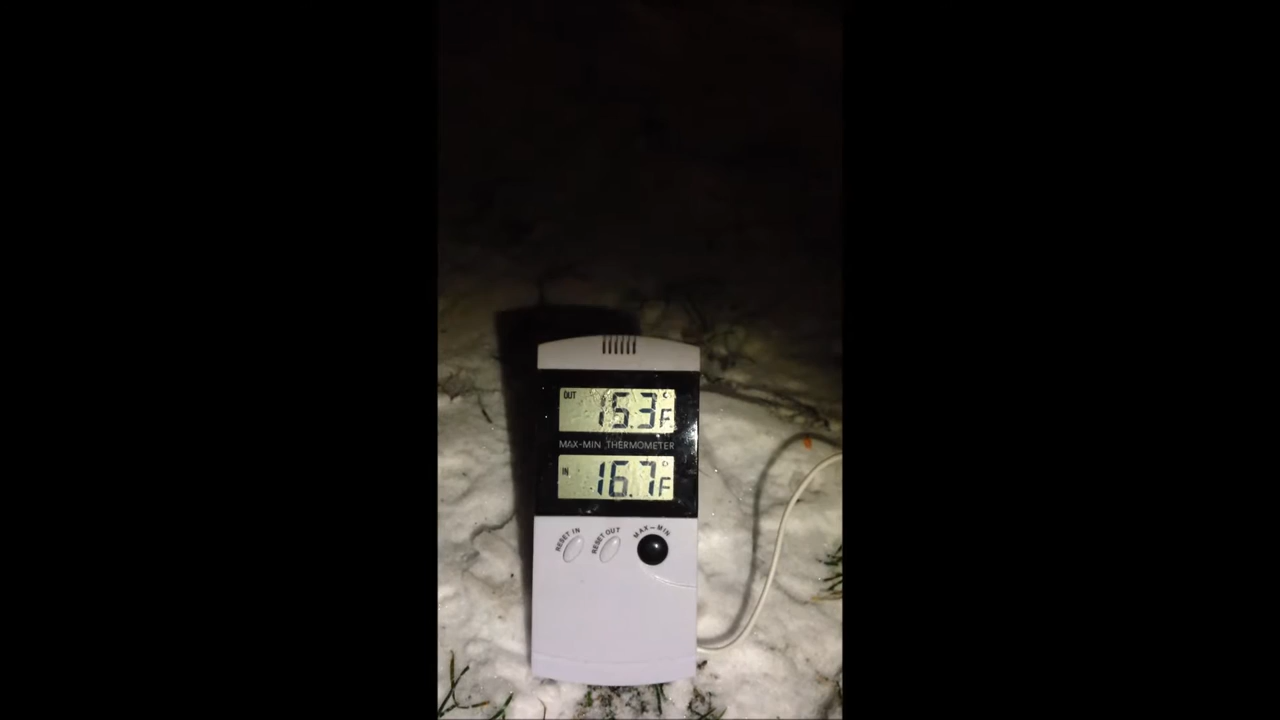 OUT 15.3°F
MAX-MIN THERMOMETER
IN 16.7°F
RESET IN RESET OUT MAX-MIN